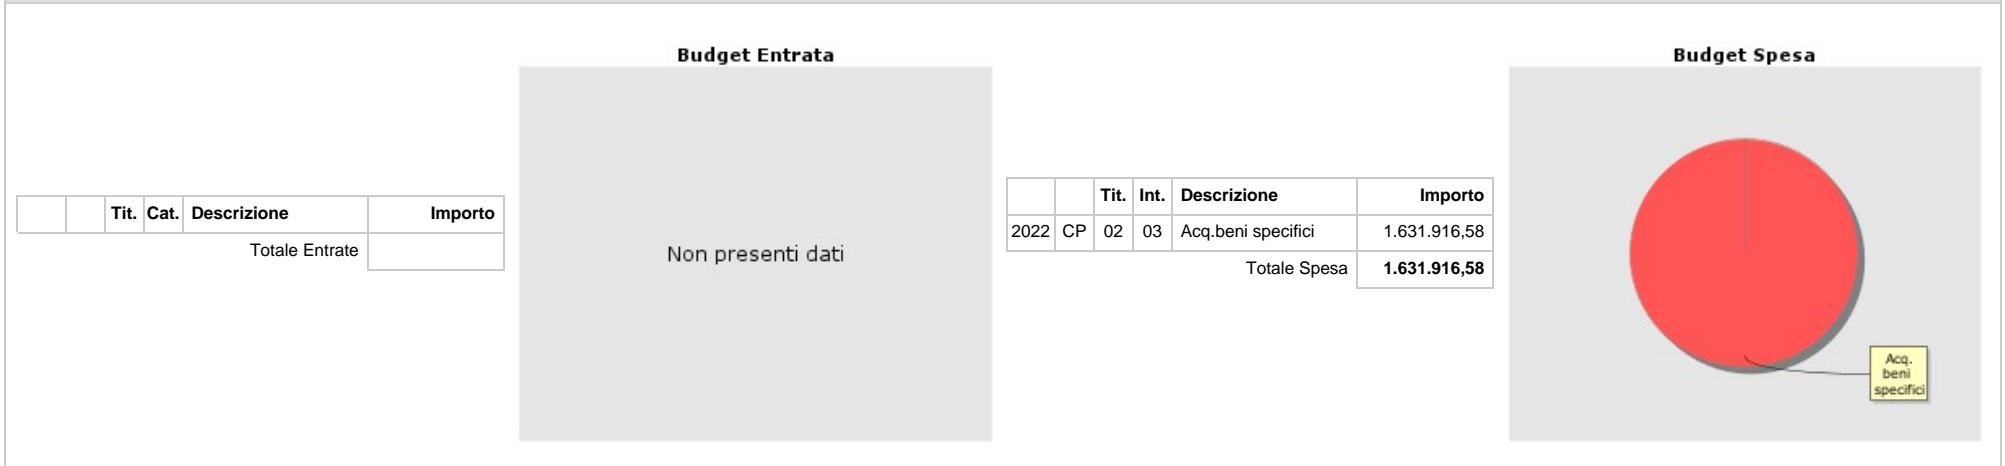 Budget Entrata
Budget Spesa
Tit. Cat. Descrizione Importo
Totale Entrate
Non presenti dati
Tit. Int. Descrizione Importo
2022 CP 02 03 Acq.beni specifici 1.631.916,58
Totale Spesa 1.631.916,58
Acq.
beni
specifici